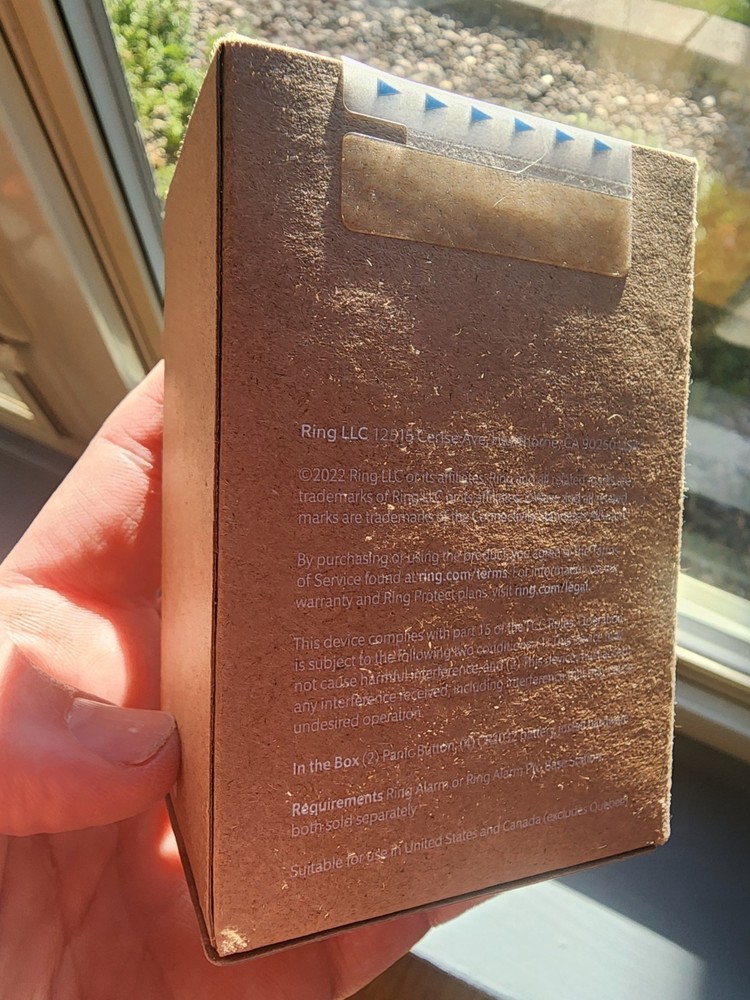 Ring LLC 12515 Cerise Ave, Hawthorne, CA 90250 USA
©2022 Ring LLC or its affiliates. Ring and all related marks are
trademarks of Ring LLC or its affiliates. and all related
marks are trademarks of the
By purchasing or using the product, you agree to the Terms
of Service found at ring.com/terms. For information on
warranty and Ring Protect plans, visit ring.com/legal.
This device complies with part 15 of the FCC Rules. Operation
is subject to the following two conditions: (1) This device may
not cause harmful interference, and (2) this device must accept
any interference received, including interference that may cause
undesired operation.
In the Box (2) Panic Button, CR2032 battery,
Requirements Ring Alarm or Ring Alarm Pro Base Station,
both sold separately
Suitable for use in United States and Canada (excludes Quebec)